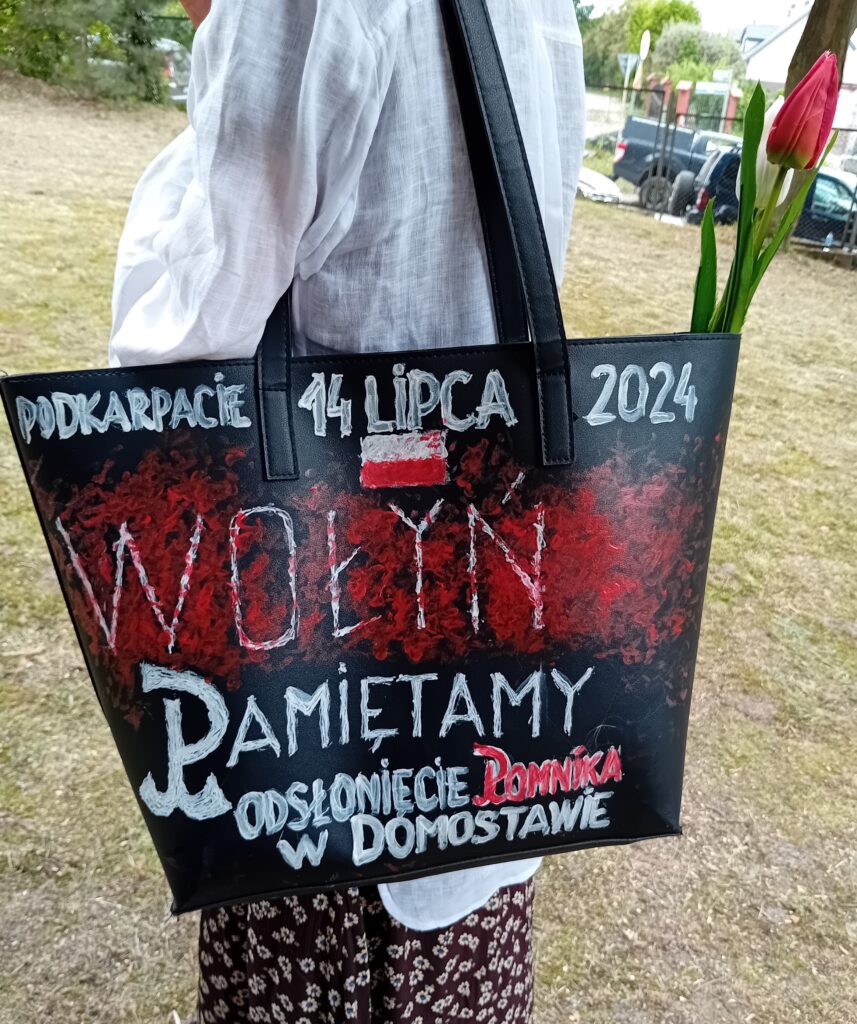 PODKARPACIE 14 LIPCA 2024
WOŁYŃ
PAMIĘTAMY
ODSŁONIĘCIE POMNIKA
W DOMOSTAWIE